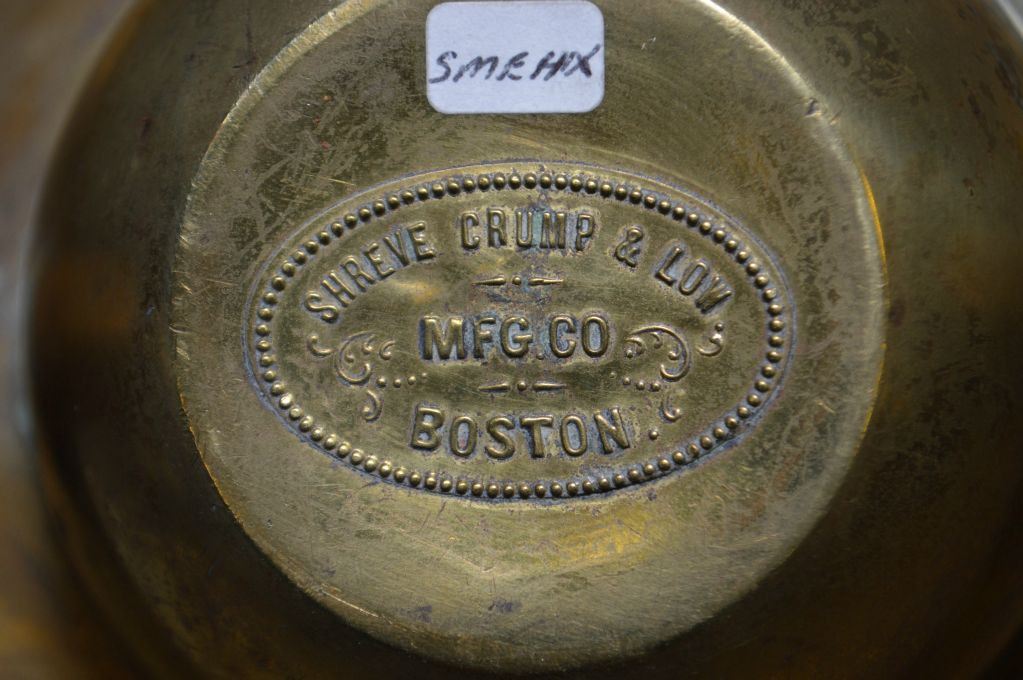 SMEHX
SHREVE CRUMP & LOW
MFG. CO
BOSTON.